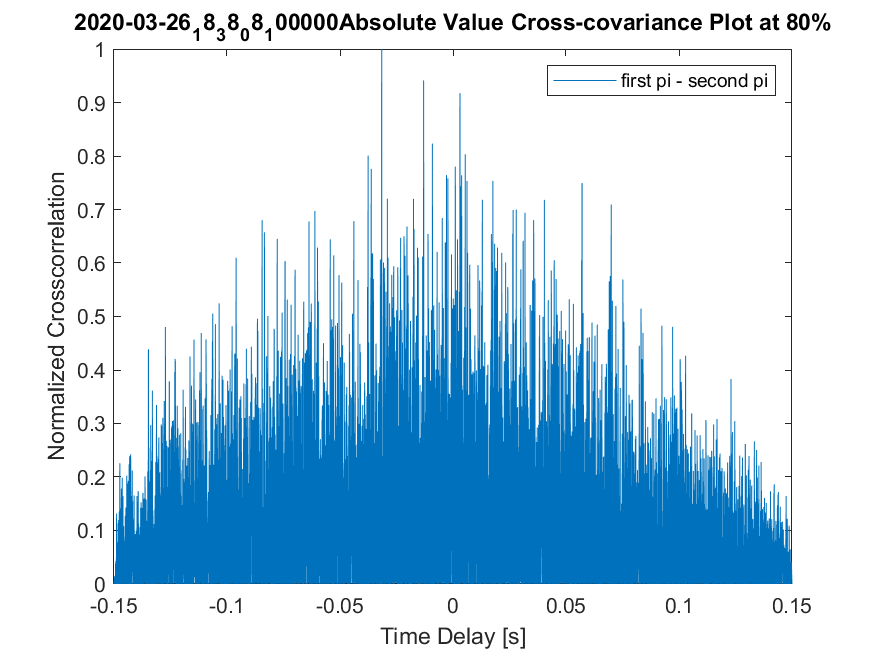 2020-03-26₁8₃8₀8₁00000Absolute Value Cross-covariance Plot at 80%
first pi - second pi
Normalized Crosscorrelation
1
0.9
0.8
0.7
0.6
0.5
0.4
0.3
0.2
0.1
0
-0.15 -0.1 -0.05 0 0.05 0.1 0.15
Time Delay [s]